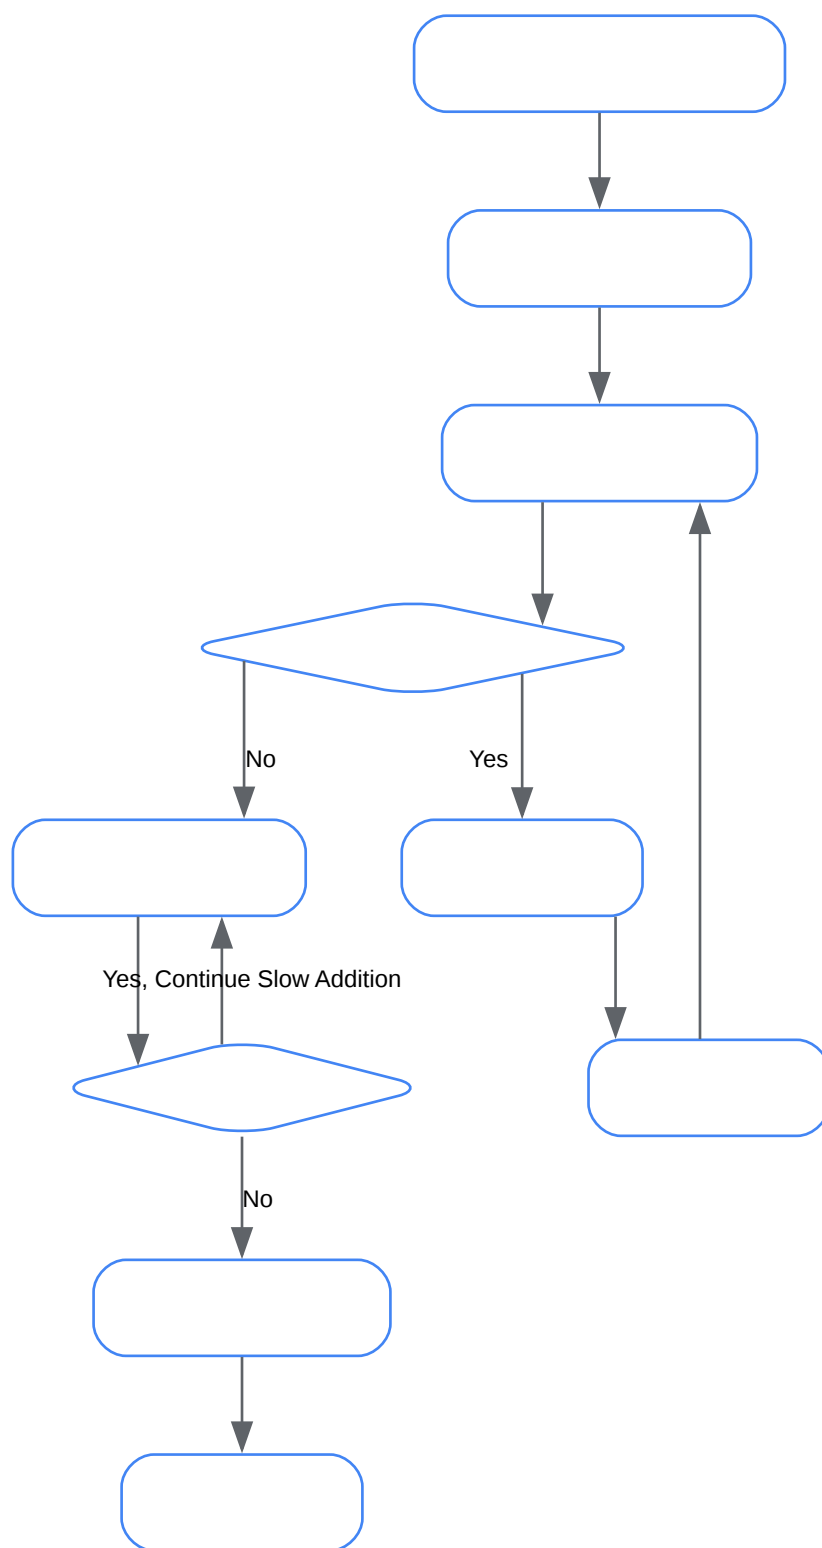 No
Yes
Yes, Continue Slow Addition
No